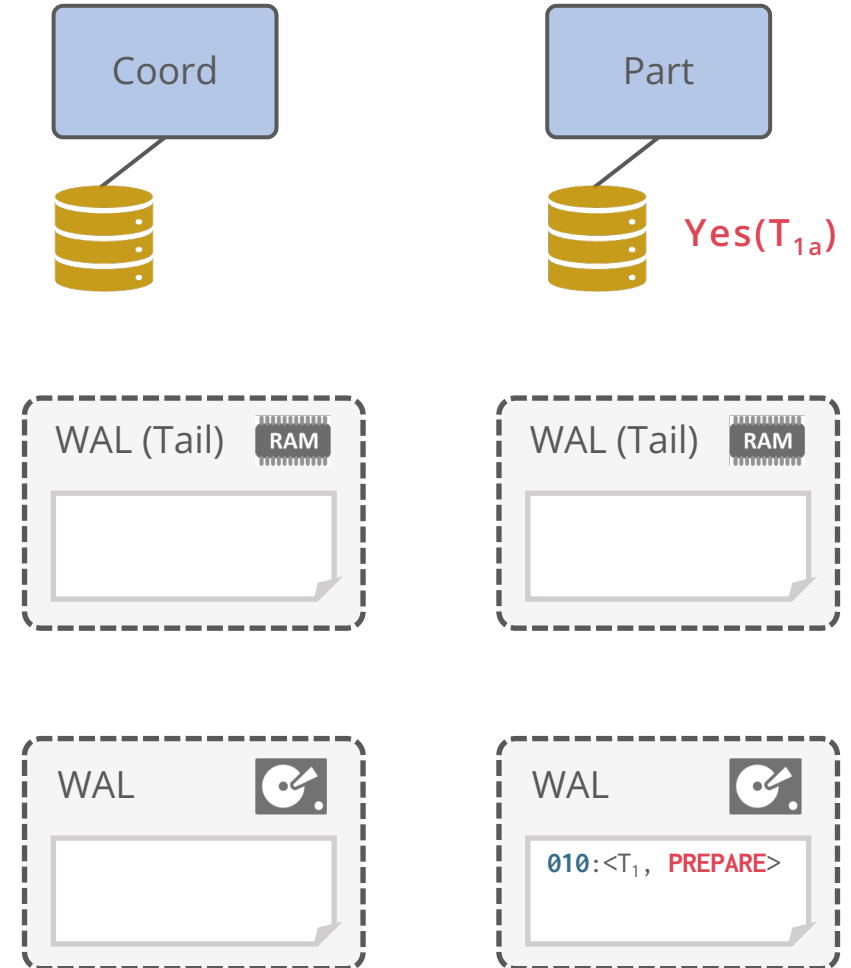 Coord
Part
Yes(T1a)
WAL (Tail) RAM
WAL (Tail) RAM
WAL
WAL
010:<T1, PREPARE>